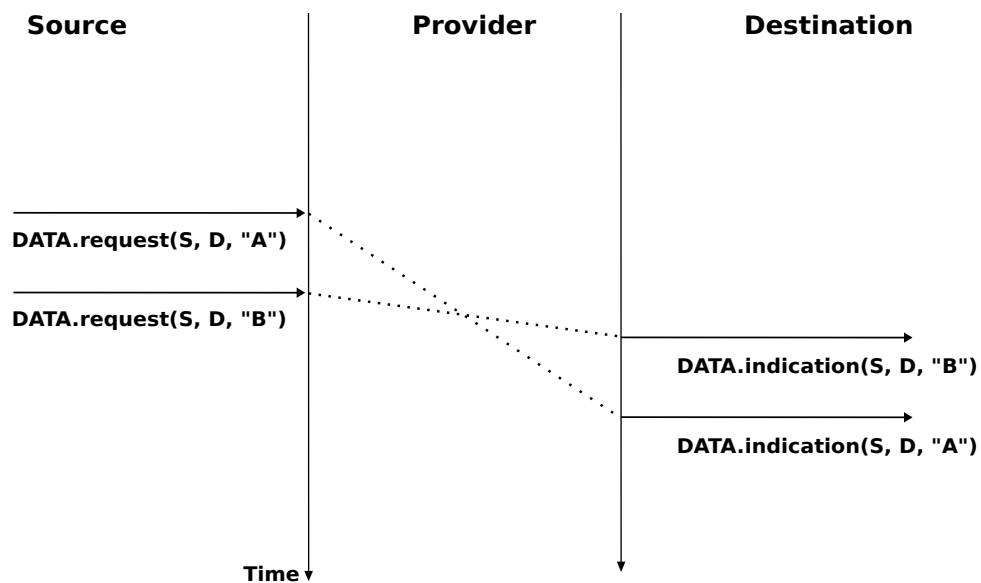 Source
Provider
Destination
DATA.request(S, D, "A")
DATA.request(S, D, "B")
DATA.indication(S, D, "B")
DATA.indication(S, D, "A")
Time